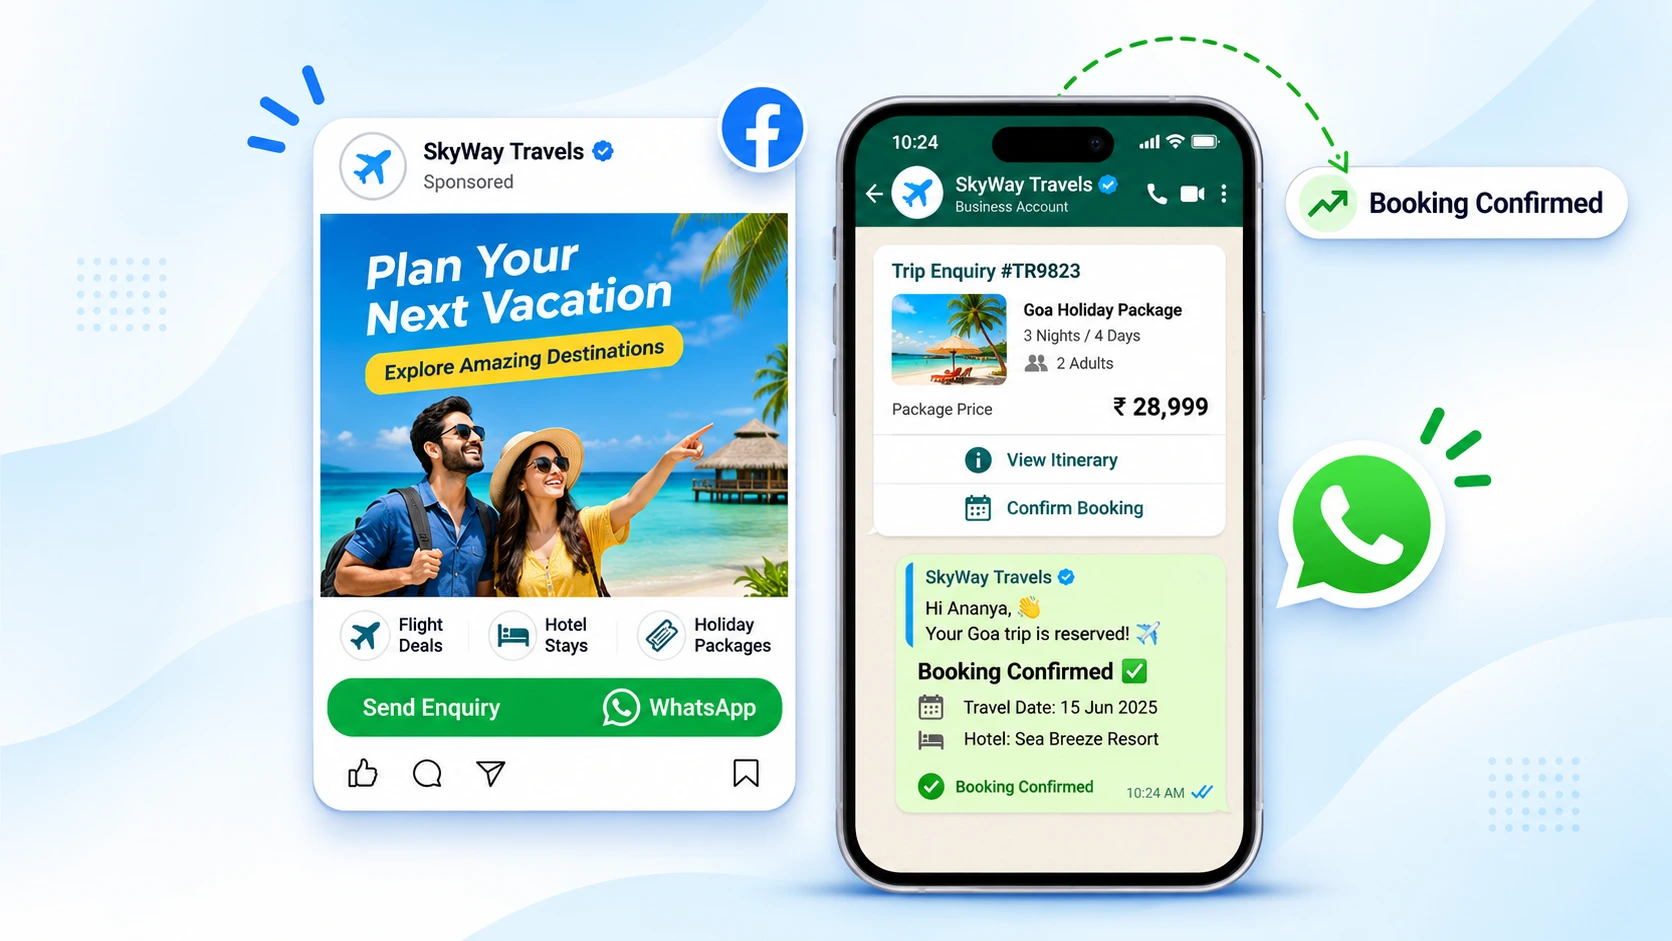 SkyWay Travels
Sponsored
Plan Your
Next Vacation
Explore Amazing Destinations
Flight
Deals
Hotel
Stays
Holiday
Packages
Send Enquiry
WhatsApp
10:24
SkyWay Travels
Business Account
Trip Enquiry #TR9823
Goa Holiday Package
3 Nights / 4 Days
2 Adults
Package Price
₹ 28,999
View Itinerary
Confirm Booking
SkyWay Travels
Hi Ananya, 👋
Your Goa trip is reserved! ✈️
Booking Confirmed ✅
Travel Date: 15 Jun 2025
Hotel: Sea Breeze Resort
Booking Confirmed
10:24 AM
Booking Confirmed